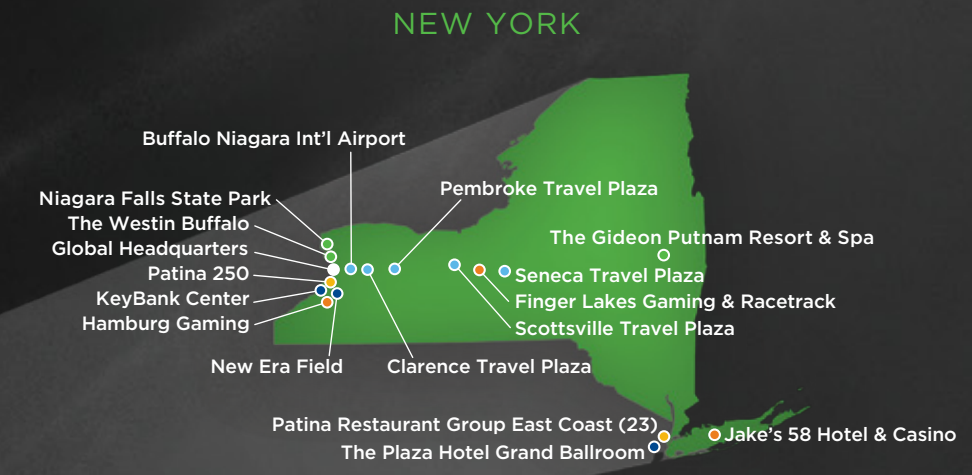 NEW YORK
Buffalo Niagara Int'l Airport
Pembroke Travel Plaza
Niagara Falls State Park
The Westin Buffalo
Global Headquarters
Patina 250
KeyBank Center
Hamburg Gaming
The Gideon Putnam Resort & Spa
Seneca Travel Plaza
Finger Lakes Gaming & Racetrack
Scottsville Travel Plaza
New Era Field
Clarence Travel Plaza
Patina Restaurant Group East Coast (23)
The Plaza Hotel Grand Ballroom
Jake's 58 Hotel & Casino